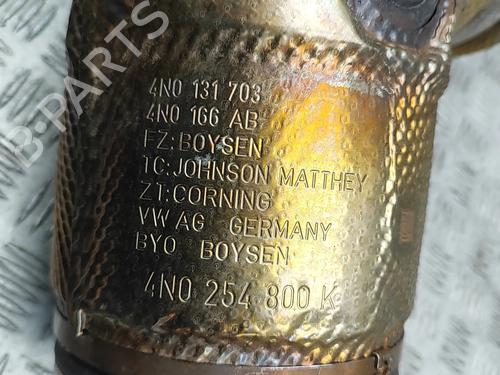 4N0 131 703
4N0 166 AB
FZ:BOYSEN
TC:JOHNSON MATTHEY
ZT:CORNING
VW AG GERMANY
BYO BOYSEN
4N0 254 800 K
B-PARTS